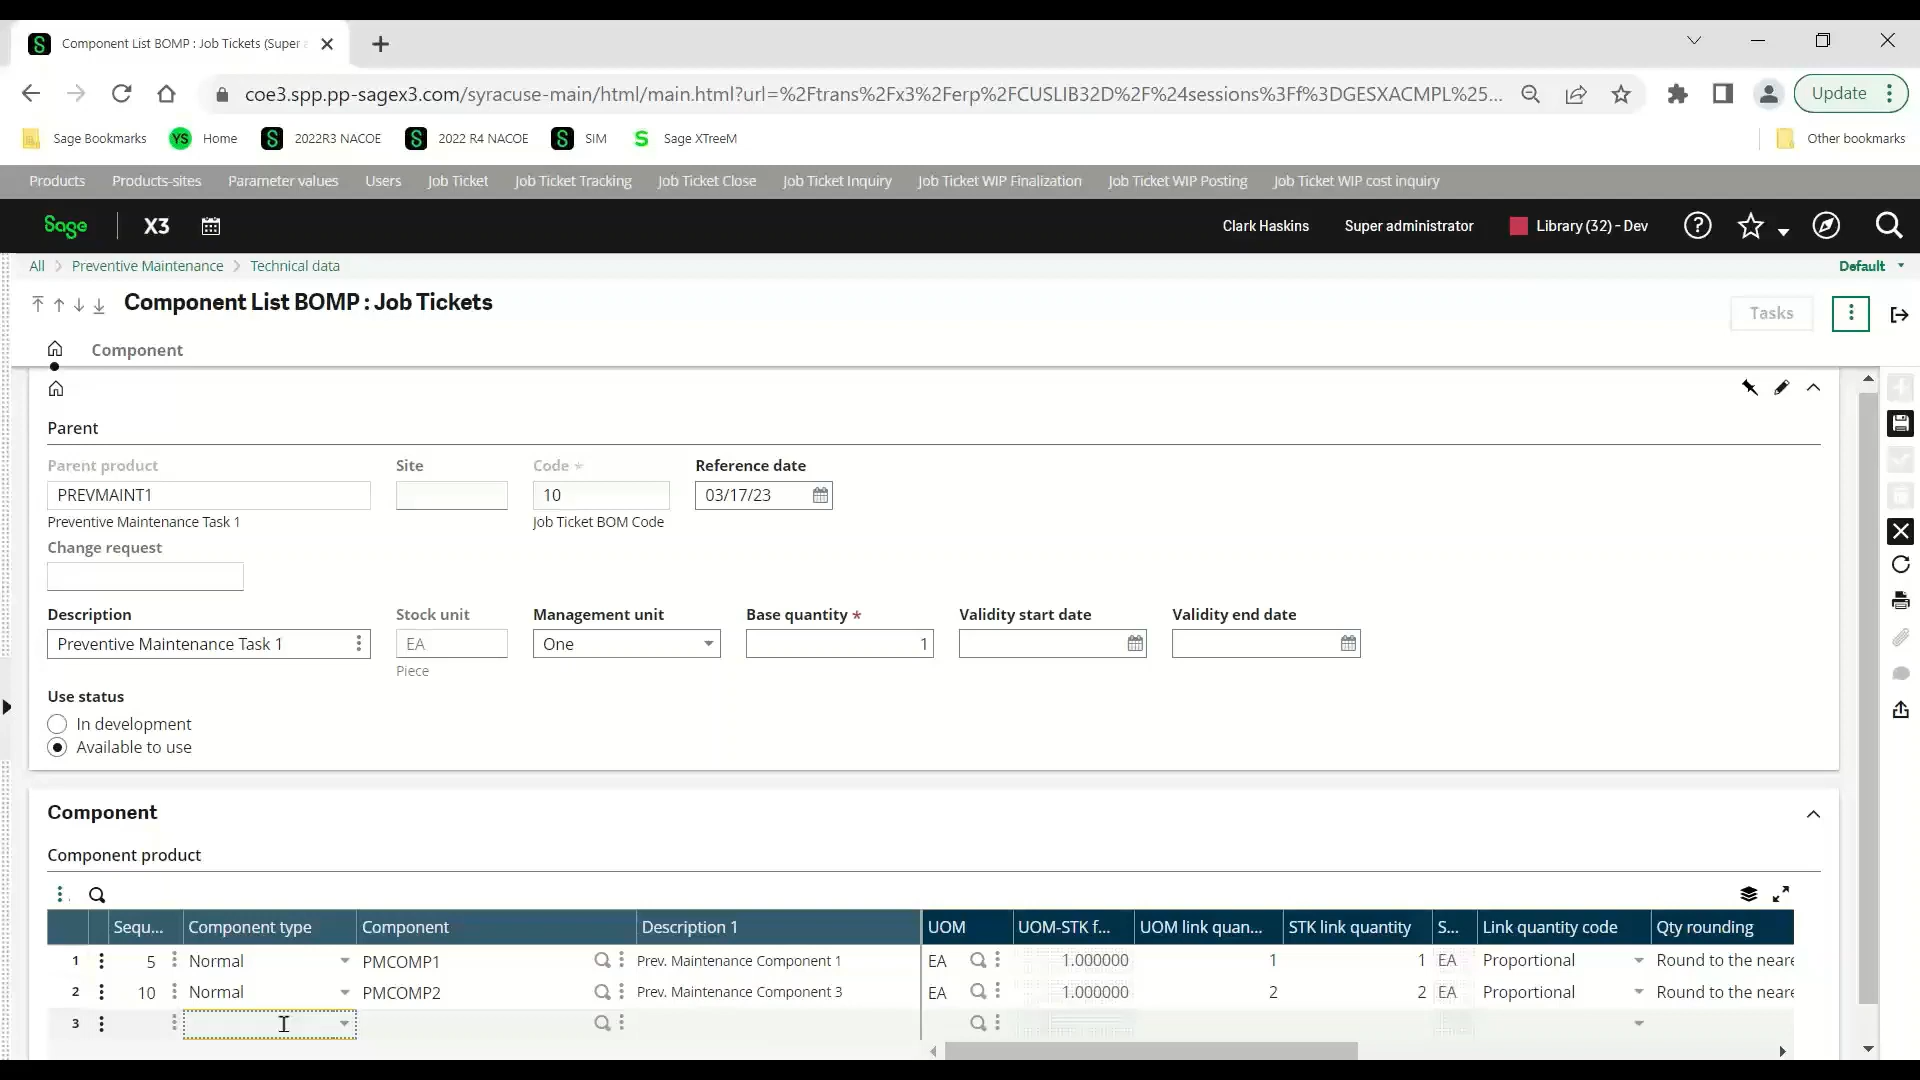 Component List BOMP : Job Tickets (Super a
coe3.spp.pp-sagex3.com/syracuse-main/html/main.html?url=%2Ftrans%2Fx3%2Ferp%2FCUSLIB32D%2F%24sessions%3Ff%3DGESXACMPL%25... Update
Sage Bookmarks YS Home 2022R3 NACOE 2022 R4 NACOE SIM Sage XTreeM Other bookmarks
Products Products-sites Parameter values Users Job Ticket Job Ticket Tracking Job Ticket Close Job Ticket Inquiry Job Ticket WIP Finalization Job Ticket WIP Posting Job Ticket WIP cost inquiry
Sage X3 Clark Haskins Super administrator Library (32) - Dev
All > Preventive Maintenance > Technical data Default
Component List BOMP : Job Tickets Tasks
Component
Parent
Parent product Site Code * Reference date
PREVMAINT1 10 03/17/23
Preventive Maintenance Task 1 Job Ticket BOM Code
Change request
Description Stock unit Management unit Base quantity * Validity start date Validity end date
Preventive Maintenance Task 1 EA One 1
Piece
Use status
In development
Available to use
Component
Component product
Sequ... Component type Component Description 1 UOM UOM-STK f... UOM link quan... STK link quantity S... Link quantity code Qty rounding
1 5 Normal PMCOMP1 Prev. Maintenance Component 1 EA 1.000000 1 1 EA Proportional Round to the neare
2 10 Normal PMCOMP2 Prev. Maintenance Component 3 EA 1.000000 2 2 EA Proportional Round to the neare
3